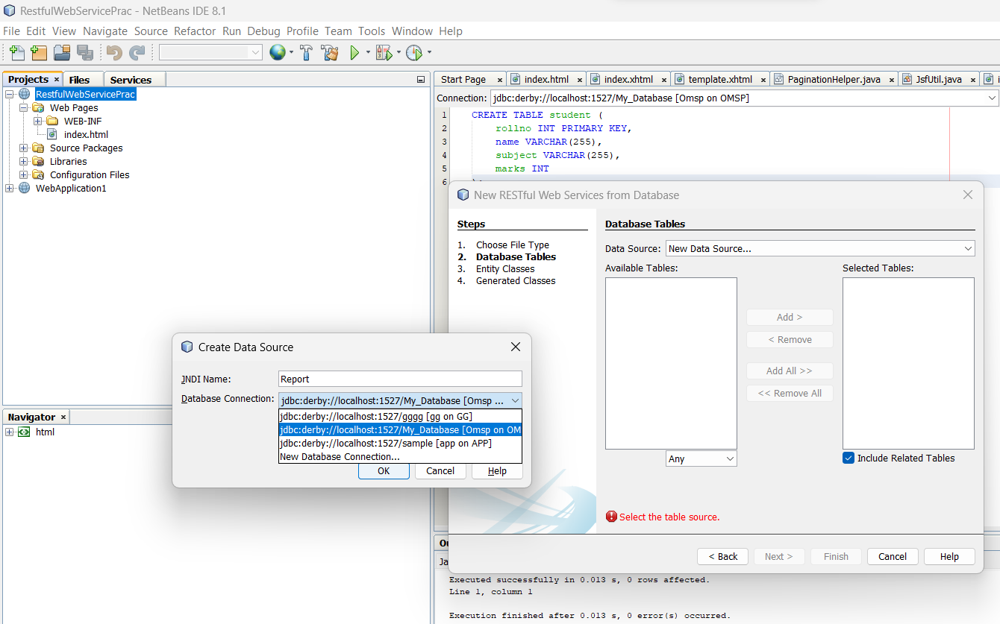 RestfulWebServicePrac - NetBeans IDE 8.1
File Edit View Navigate Source Refactor Run Debug Profile Team Tools Window Help
Projects × Files Services
RestfulWebServicePrac
Web Pages
WEB-INF
index.html
Source Packages
Libraries
Configuration Files
WebApplication1
Navigator ×
html
Start Page × index.html × index.xhtml × template.xhtml × PaginationHelper.java × JsfUtil.java ×
Connection: jdbc:derby://localhost:1527/My_Database [Omsp on OMSP]
1 CREATE TABLE student (
2 rollno INT PRIMARY KEY,
3 name VARCHAR(255),
4 subject VARCHAR(255),
5 marks INT
6
New RESTful Web Services from Database
Steps
1. Choose File Type
2. Database Tables
3. Entity Classes
4. Generated Classes
Database Tables
Data Source: New Data Source...
Available Tables:
Selected Tables:
Add >
< Remove
Add All >>
<< Remove All
Any
Include Related Tables
Select the table source.
< Back Next > Finish Cancel Help
Create Data Source
JNDI Name: Report
Database Connection: jdbc:derby://localhost:1527/My_Database [Omsp ...
jdbc:derby://localhost:1527/gggg [gg on GG]
jdbc:derby://localhost:1527/My_Database [Omsp on OM
jdbc:derby://localhost:1527/sample [app on APP]
New Database Connection...
OK Cancel Help
Executed successfully in 0.013 s, 0 rows affected.
Line 1, column 1
Execution finished after 0.013 s, 0 error(s) occurred.